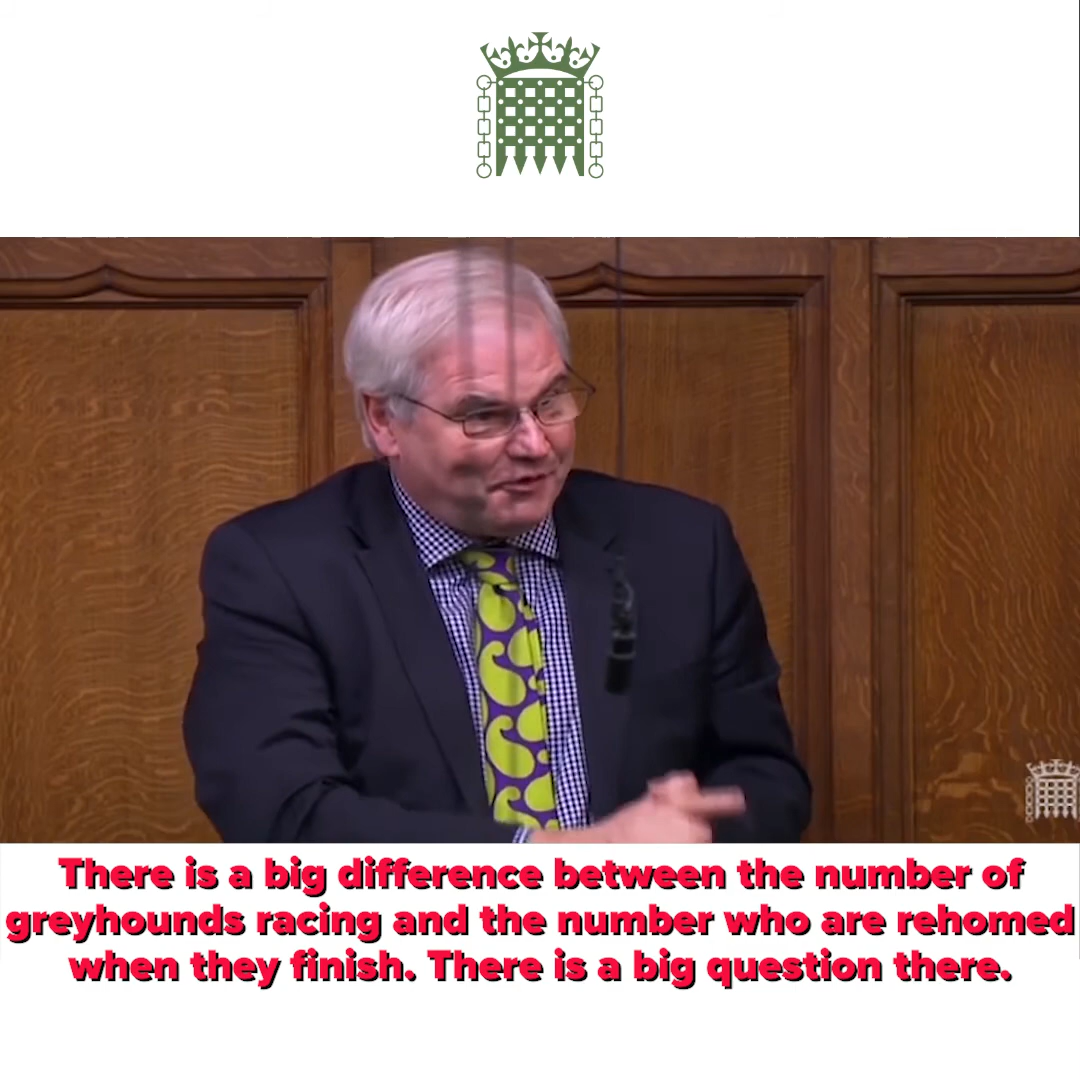 There is a big difference between the number of
greyhounds racing and the number who are rehomed
when they finish. There is a big question there.